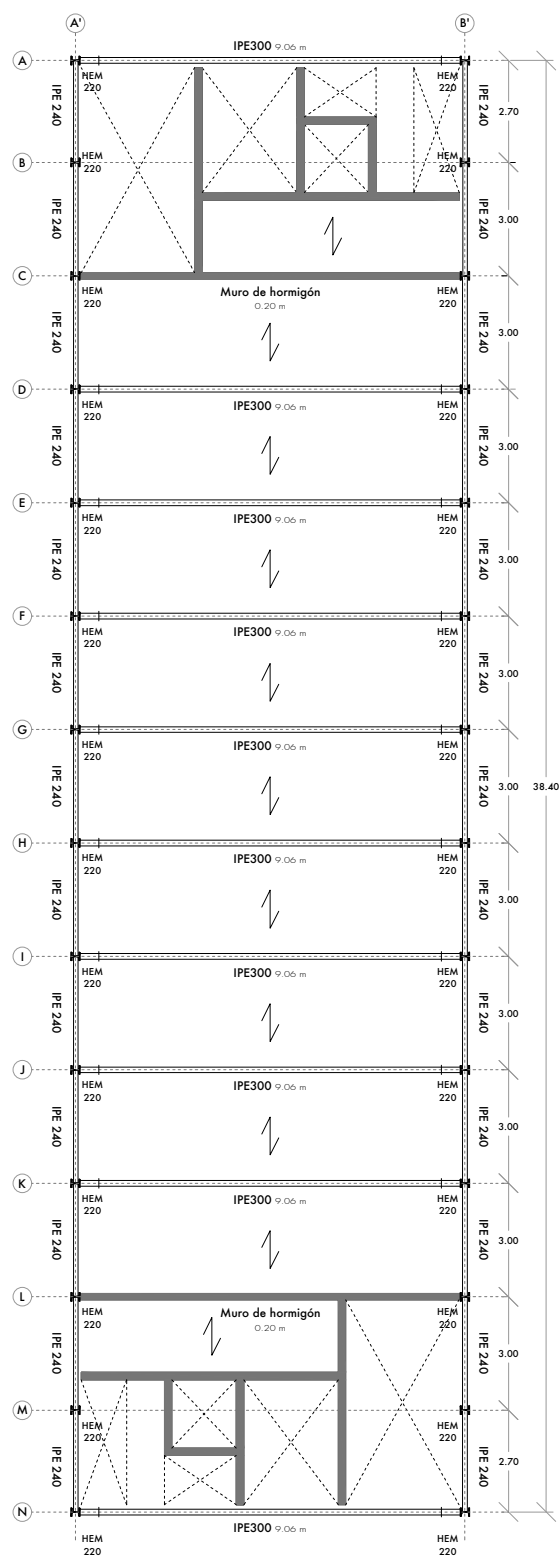 A' B'
IPE300 9.06 m
A
HEM HEM
220 220
IPE 240 IPE 240 2.70
B
HEM HEM
220 220
IPE 240 IPE 240 3.00
C
HEM Muro de hormigón HEM
220 0.20 m 220
IPE 240 IPE 240 3.00
D
HEM IPE300 9.06 m HEM
220 220
IPE 240 IPE 240 3.00
E
HEM IPE300 9.06 m HEM
220 220
IPE 240 IPE 240 3.00
F
HEM IPE300 9.06 m HEM
220 220
IPE 240 IPE 240 3.00
G
HEM IPE300 9.06 m HEM
220 220
IPE 240 IPE 240 3.00 38.40
H
HEM IPE300 9.06 m HEM
220 220
IPE 240 IPE 240 3.00
I
HEM IPE300 9.06 m HEM
220 220
IPE 240 IPE 240 3.00
J
HEM IPE300 9.06 m HEM
220 220
IPE 240 IPE 240 3.00
K
HEM IPE300 9.06 m HEM
220 220
IPE 240 IPE 240 3.00
L
HEM Muro de hormigón HEM
220 0.20 m 220
IPE 240 IPE 240 3.00
M
HEM HEM
220 220
IPE 240 IPE 240 2.70
N
IPE300 9.06 m
HEM HEM
220 220